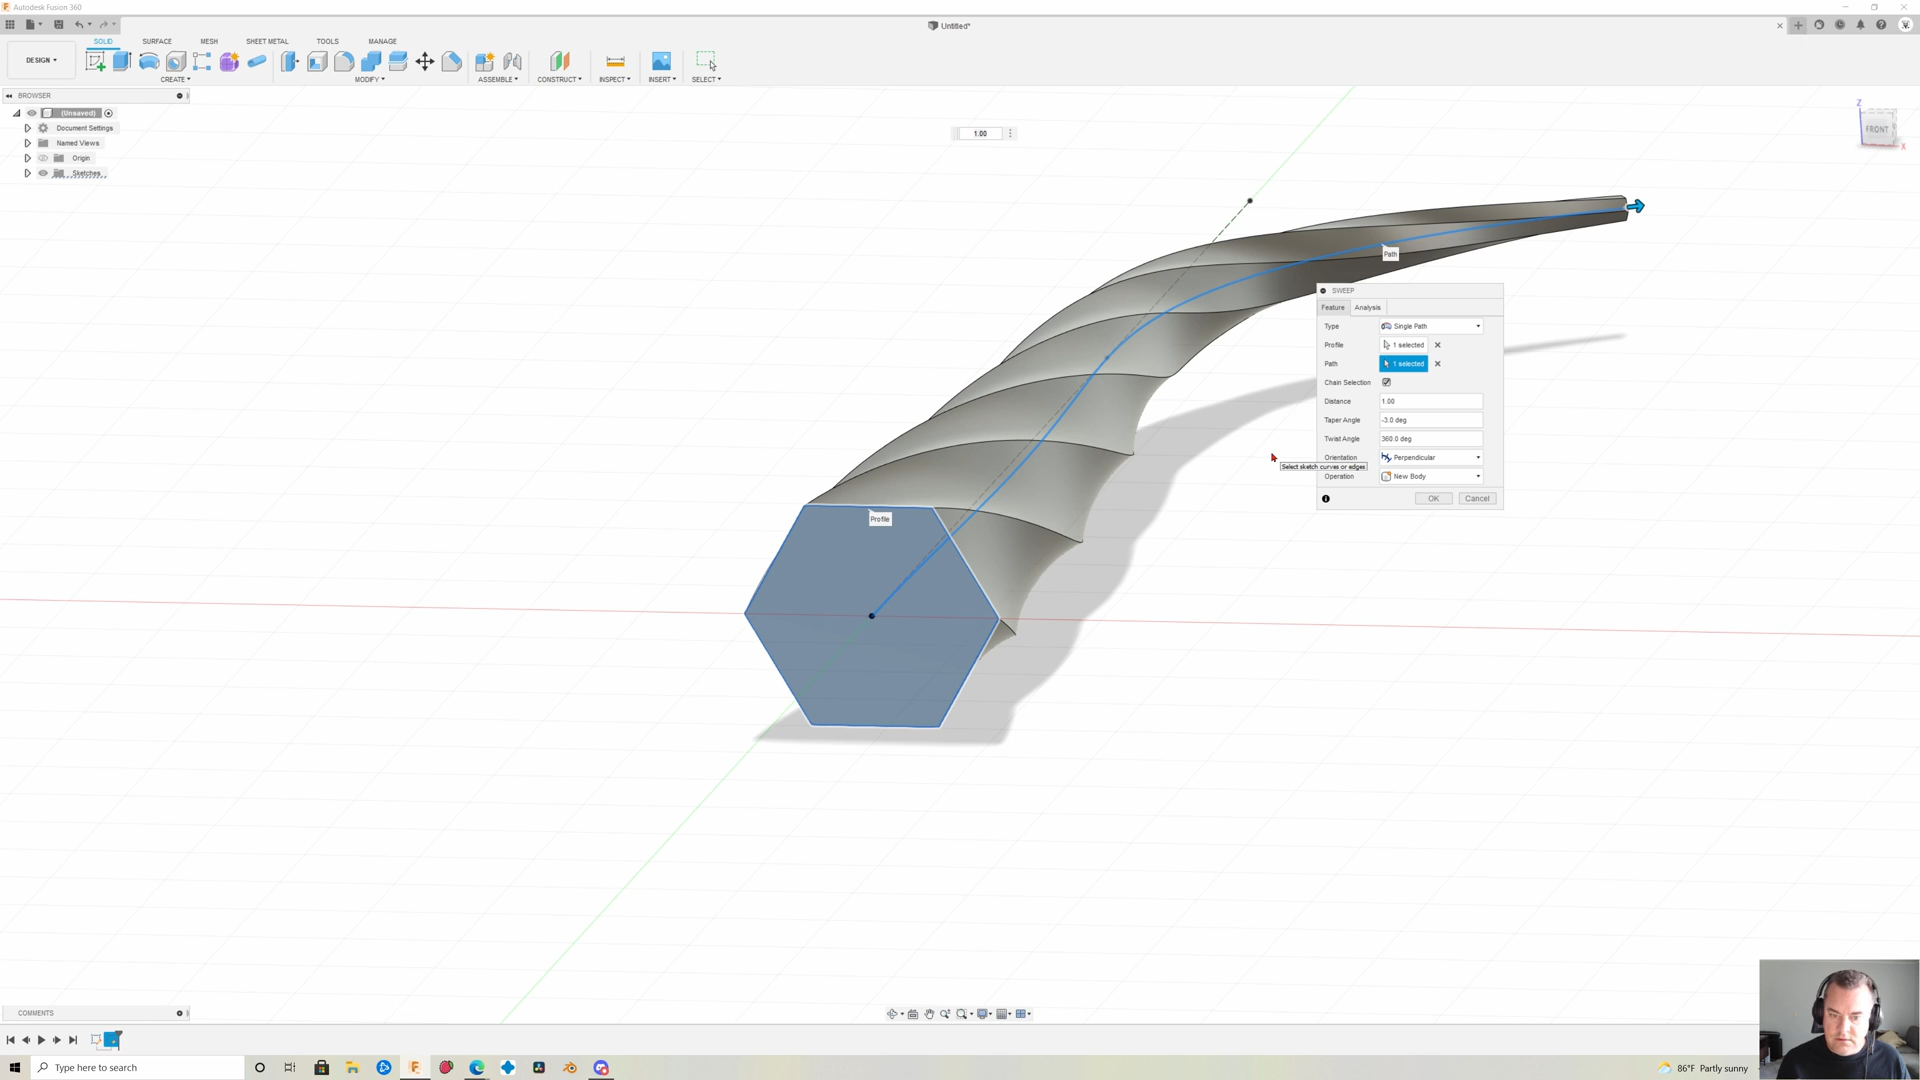 Autodesk Fusion 360
Untitled*
DESIGN
SOLID SURFACE MESH SHEET METAL TOOLS MANAGE
CREATE MODIFY ASSEMBLE CONSTRUCT INSPECT INSERT SELECT
BROWSER
(Unsaved)
Document Settings
Named Views
Origin
Sketches
1.00
Z
FRONT
X
Path
Profile
SWEEP
Feature Analysis
Type Single Path
Profile 1 selected
Path 1 selected
Chain Selection
Distance 1.00
Taper Angle -3.0 deg
Twist Angle 360.0 deg
Orientation Perpendicular
Select sketch curves or edges
Operation New Body
OK Cancel
COMMENTS
Type here to search
86°F Partly sunny